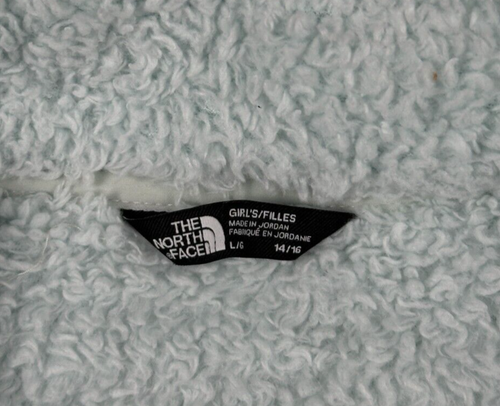 THE
NORTH
FACE
GIRL'S/FILLES
MADE IN JORDAN
FABRIQUÉ EN JORDANIE
L/G 14/16